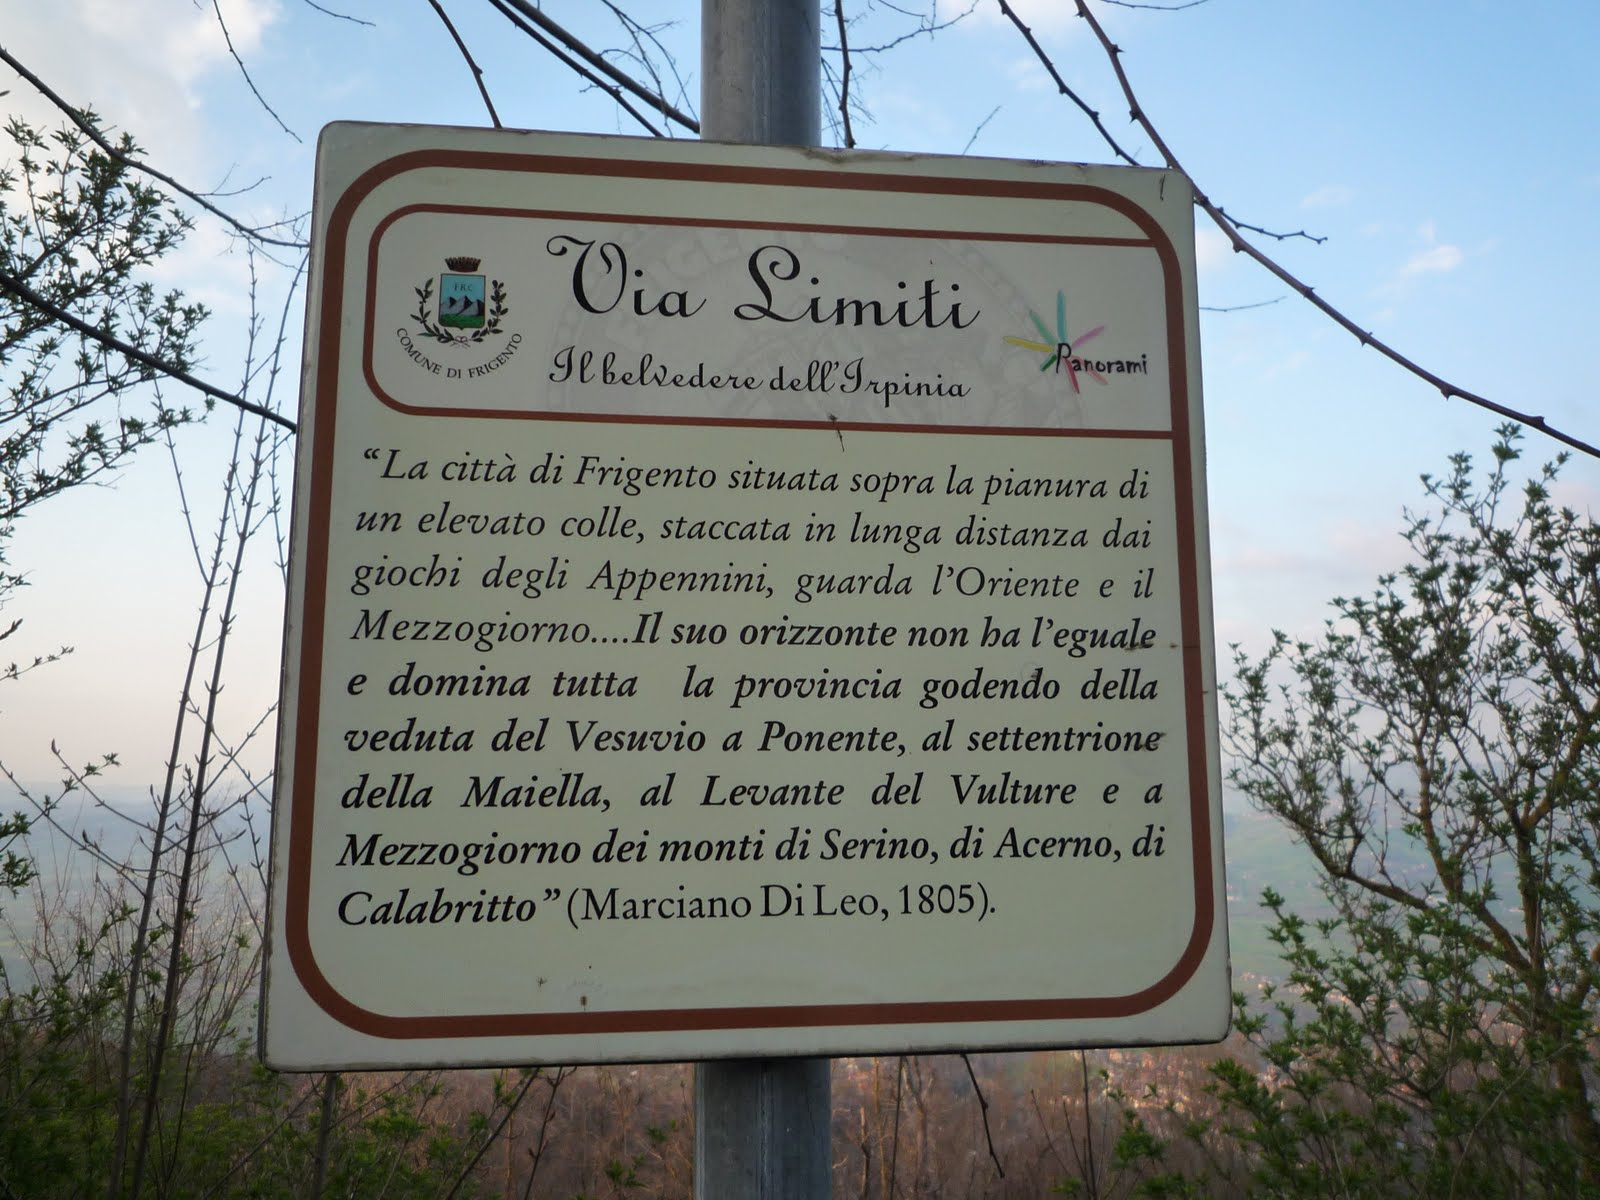 Via Limiti
Il belvedere dell'Irpinia
F.R.C
COMUNE DI FRIGENTO
Panorami
“La città di Frigento situata sopra la pianura di
un elevato colle, staccata in lunga distanza dai
giochi degli Appennini, guarda l’Oriente e il
Mezzogiorno....Il suo orizzonte non ha l’eguale
e domina tutta la provincia godendo della
veduta del Vesuvio a Ponente, al settentrione
della Maiella, al Levante del Vulture e a
Mezzogiorno dei monti di Serino, di Acerno, di
Calabritto” (Marciano Di Leo, 1805).